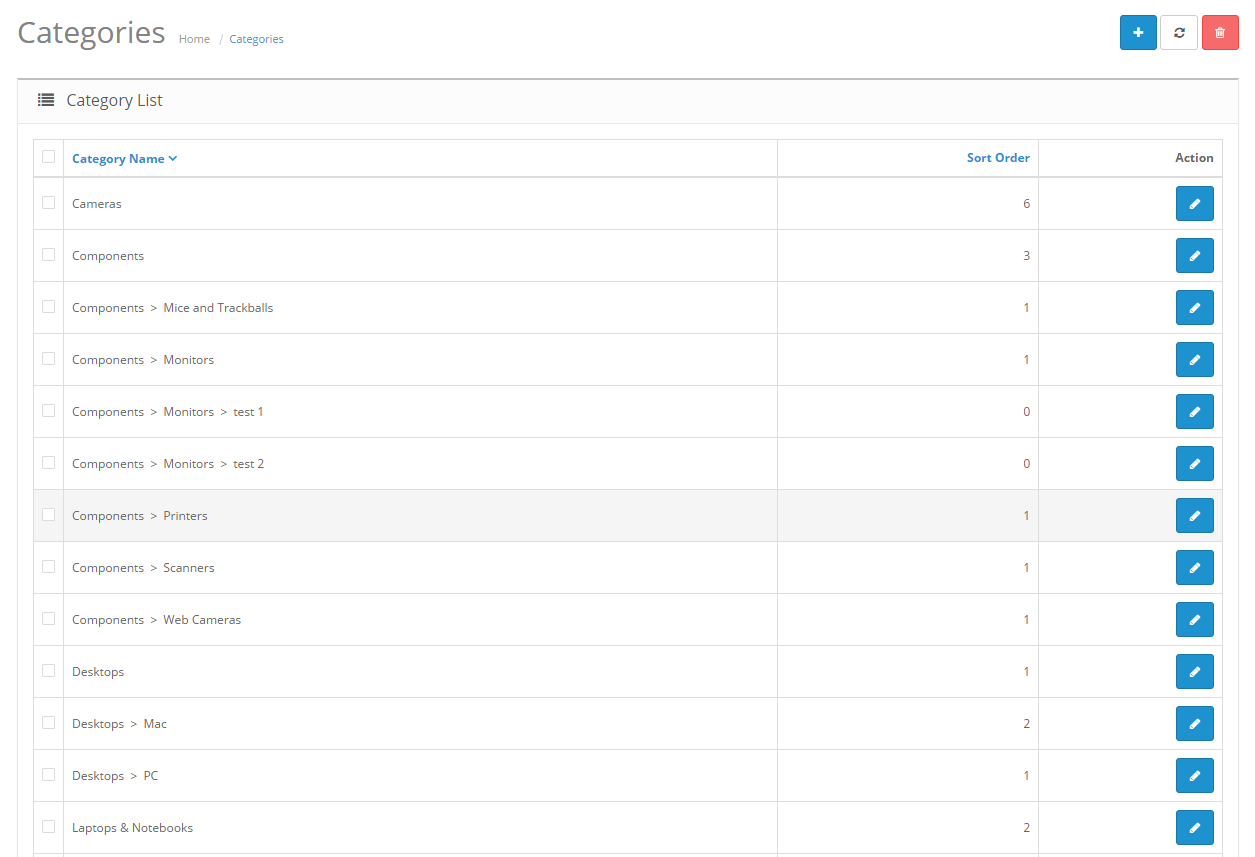 Categories Home / Categories
Category List
Category Name Sort Order Action
Cameras 6
Components 3
Components > Mice and Trackballs 1
Components > Monitors 1
Components > Monitors > test 1 0
Components > Monitors > test 2 0
Components > Printers 1
Components > Scanners 1
Components > Web Cameras 1
Desktops 1
Desktops > Mac 2
Desktops > PC 1
Laptops & Notebooks 2